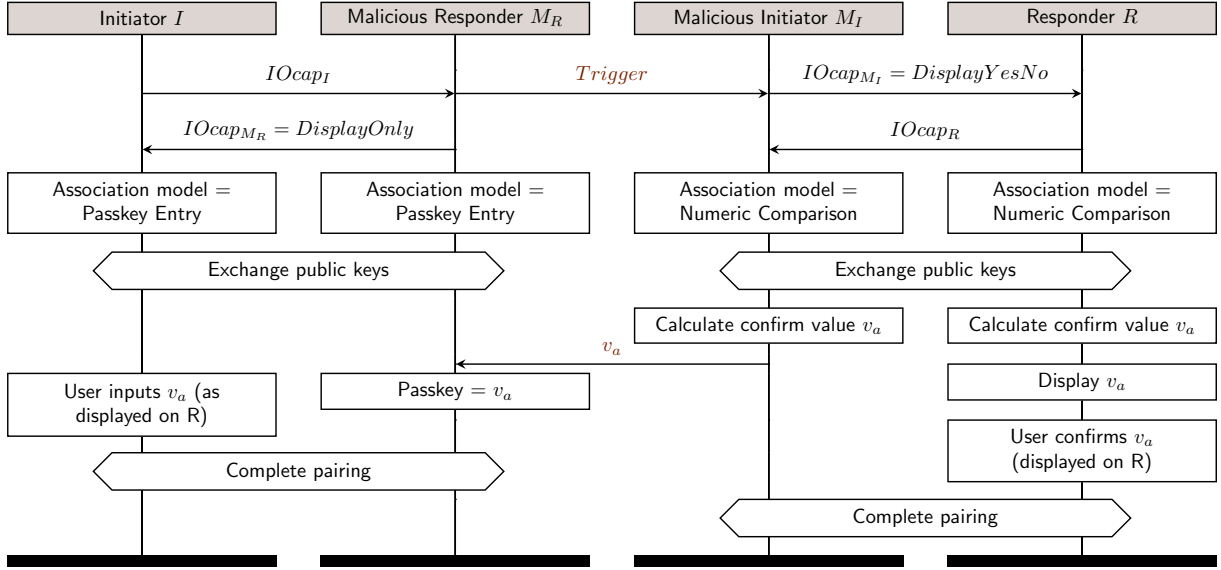 Initiator I
Malicious Responder M_R
Malicious Initiator M_I
Responder R
IOcap_I
Trigger
IOcap_{M_I} = DisplayYesNo
IOcap_{M_R} = DisplayOnly
IOcap_R
Association model =
Passkey Entry
Association model =
Passkey Entry
Association model =
Numeric Comparison
Association model =
Numeric Comparison
Exchange public keys
Exchange public keys
Calculate confirm value v_a
Calculate confirm value v_a
v_a
User inputs v_a (as
displayed on R)
Passkey = v_a
Display v_a
User confirms v_a
(displayed on R)
Complete pairing
Complete pairing